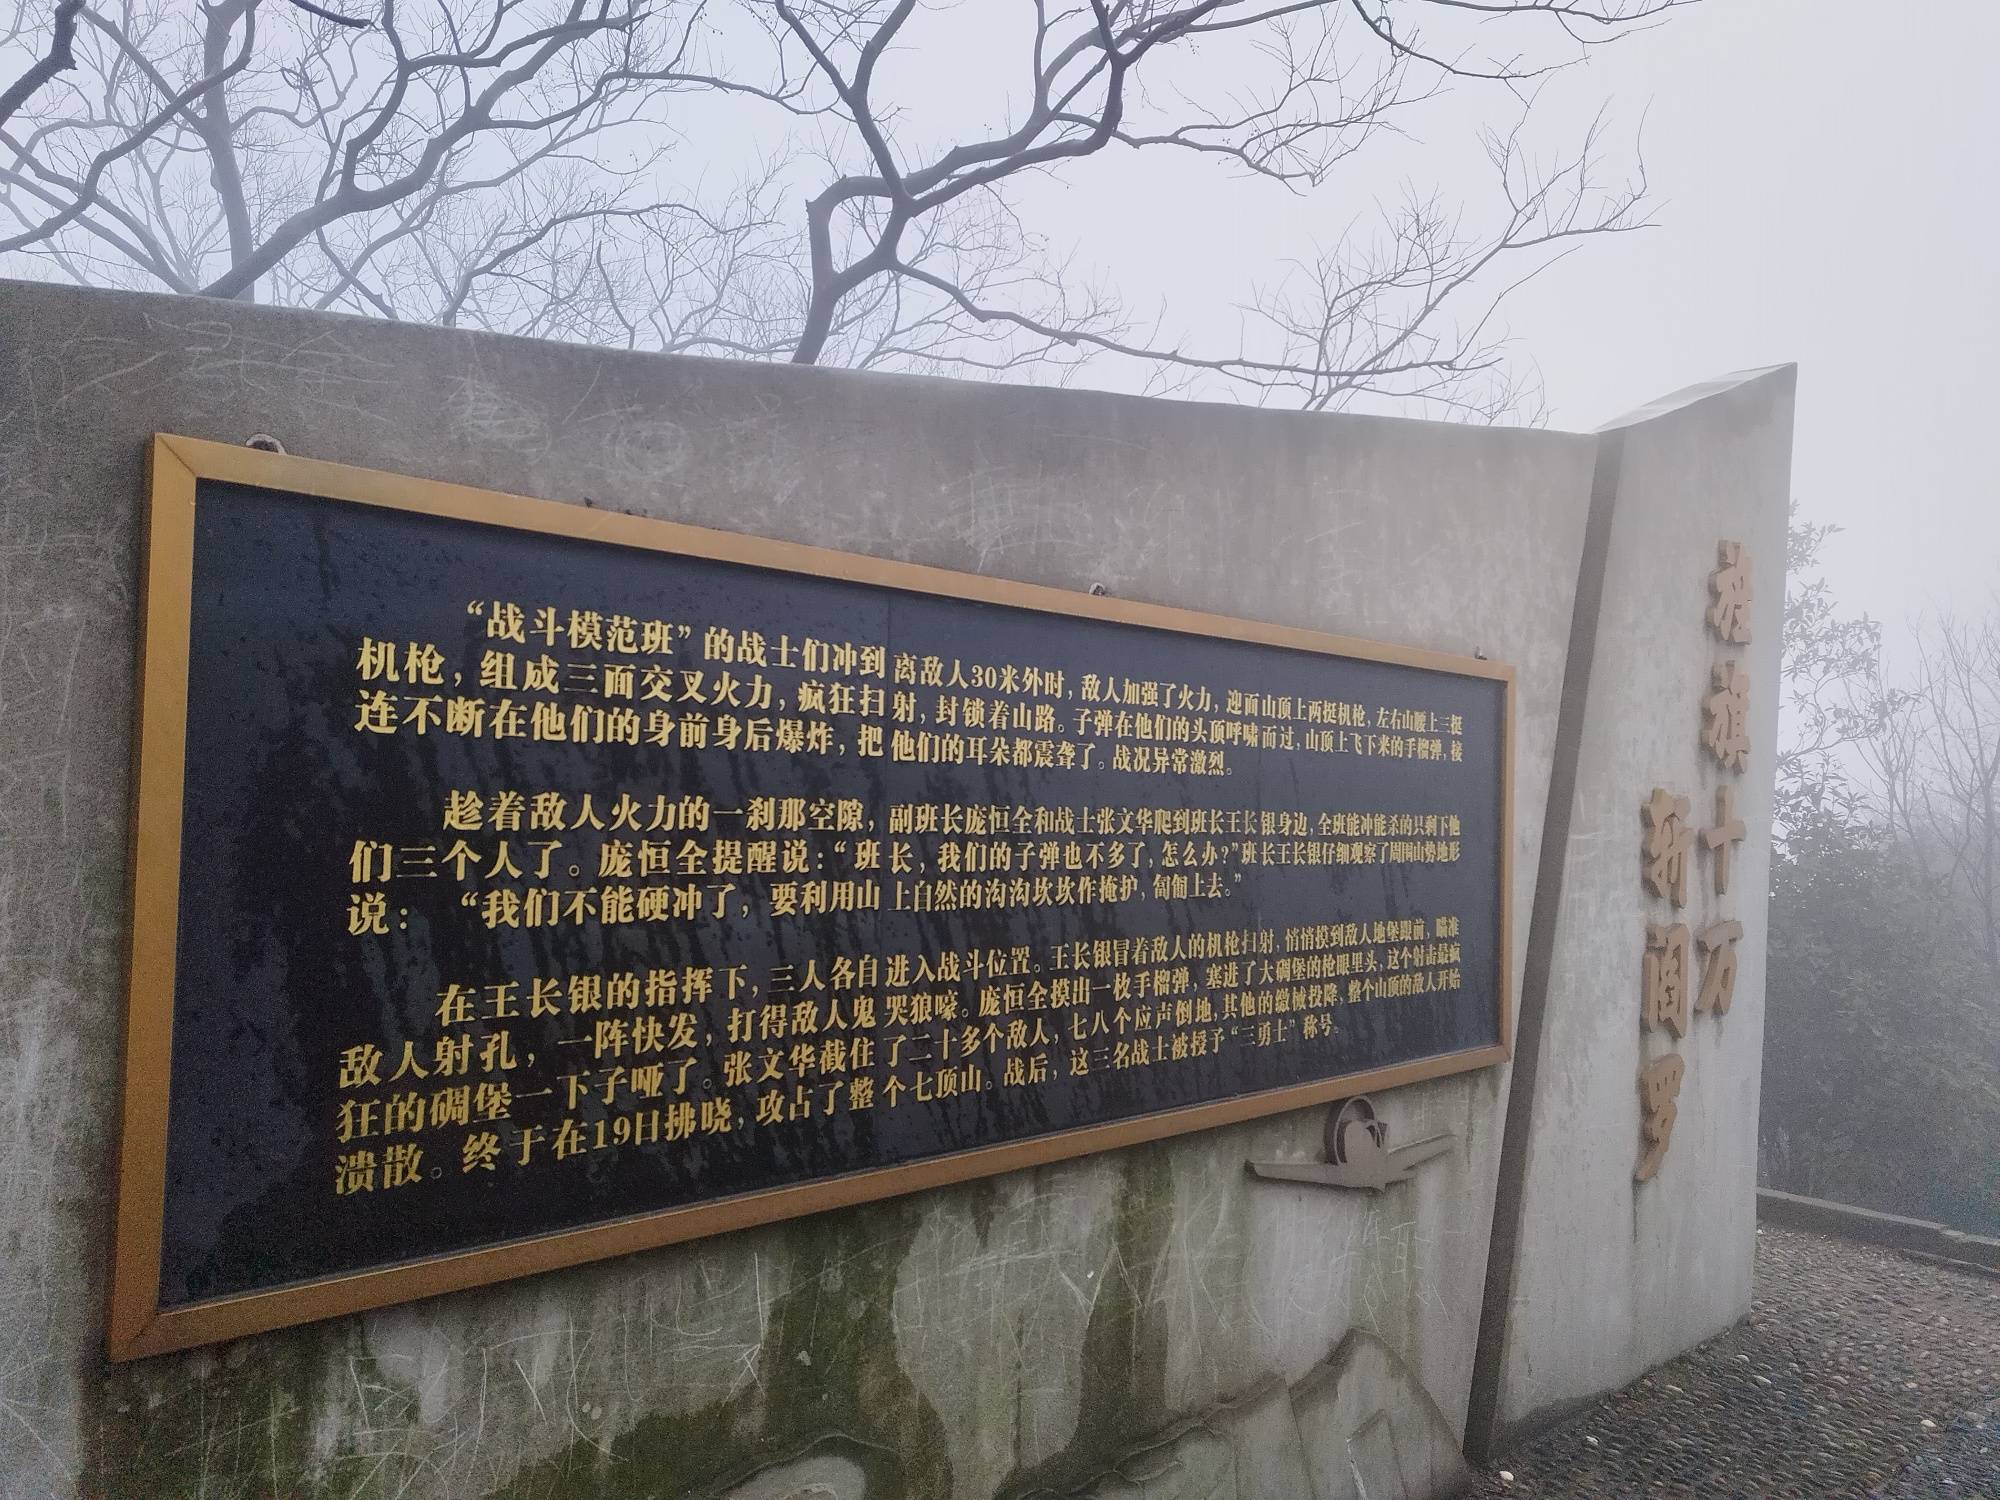 “战斗模范班”的战士们冲到离敌人30米外时，敌人加强了火力，迎面山顶上两挺机枪，左右山腰上三挺
机枪，组成三面交叉火力，疯狂扫射，封锁着山路。子弹在他们的头顶呼啸而过，山顶上飞下来的手榴弹，接
连不断在他们的身前身后爆炸，把他们的耳朵都震聋了。战况异常激烈。
趁着敌人火力的一刹那空隙，副班长庞恒全和战士张文华爬到班长王长银身边，全班能冲能杀的只剩下他
们三个人了。庞恒全提醒说：“班长，我们的子弹也不多了，怎么办？”班长王长银仔细观察了周围山势地形
说：“我们不能硬冲了，要利用山上自然的沟沟坎坎作掩护，匍匐上去。”
在王长银的指挥下，三人各自进入战斗位置。王长银冒着敌人的机枪扫射，悄悄摸到敌人地堡跟前，瞄准
敌人射孔，一阵快发，打得敌人鬼哭狼嚎。庞恒全摸出一枚手榴弹，塞进了大碉堡的枪眼里头，这个射击最疯
狂的碉堡一下子哑了。张文华截住了二十多个敌人，七八个应声倒地，其他的缴械投降，整个山顶的敌人开始
溃散。终于在19日拂晓，攻占了整个七顶山。战后，这三名战士被授予“三勇士”称号。
旌旗十万
斩阎罗